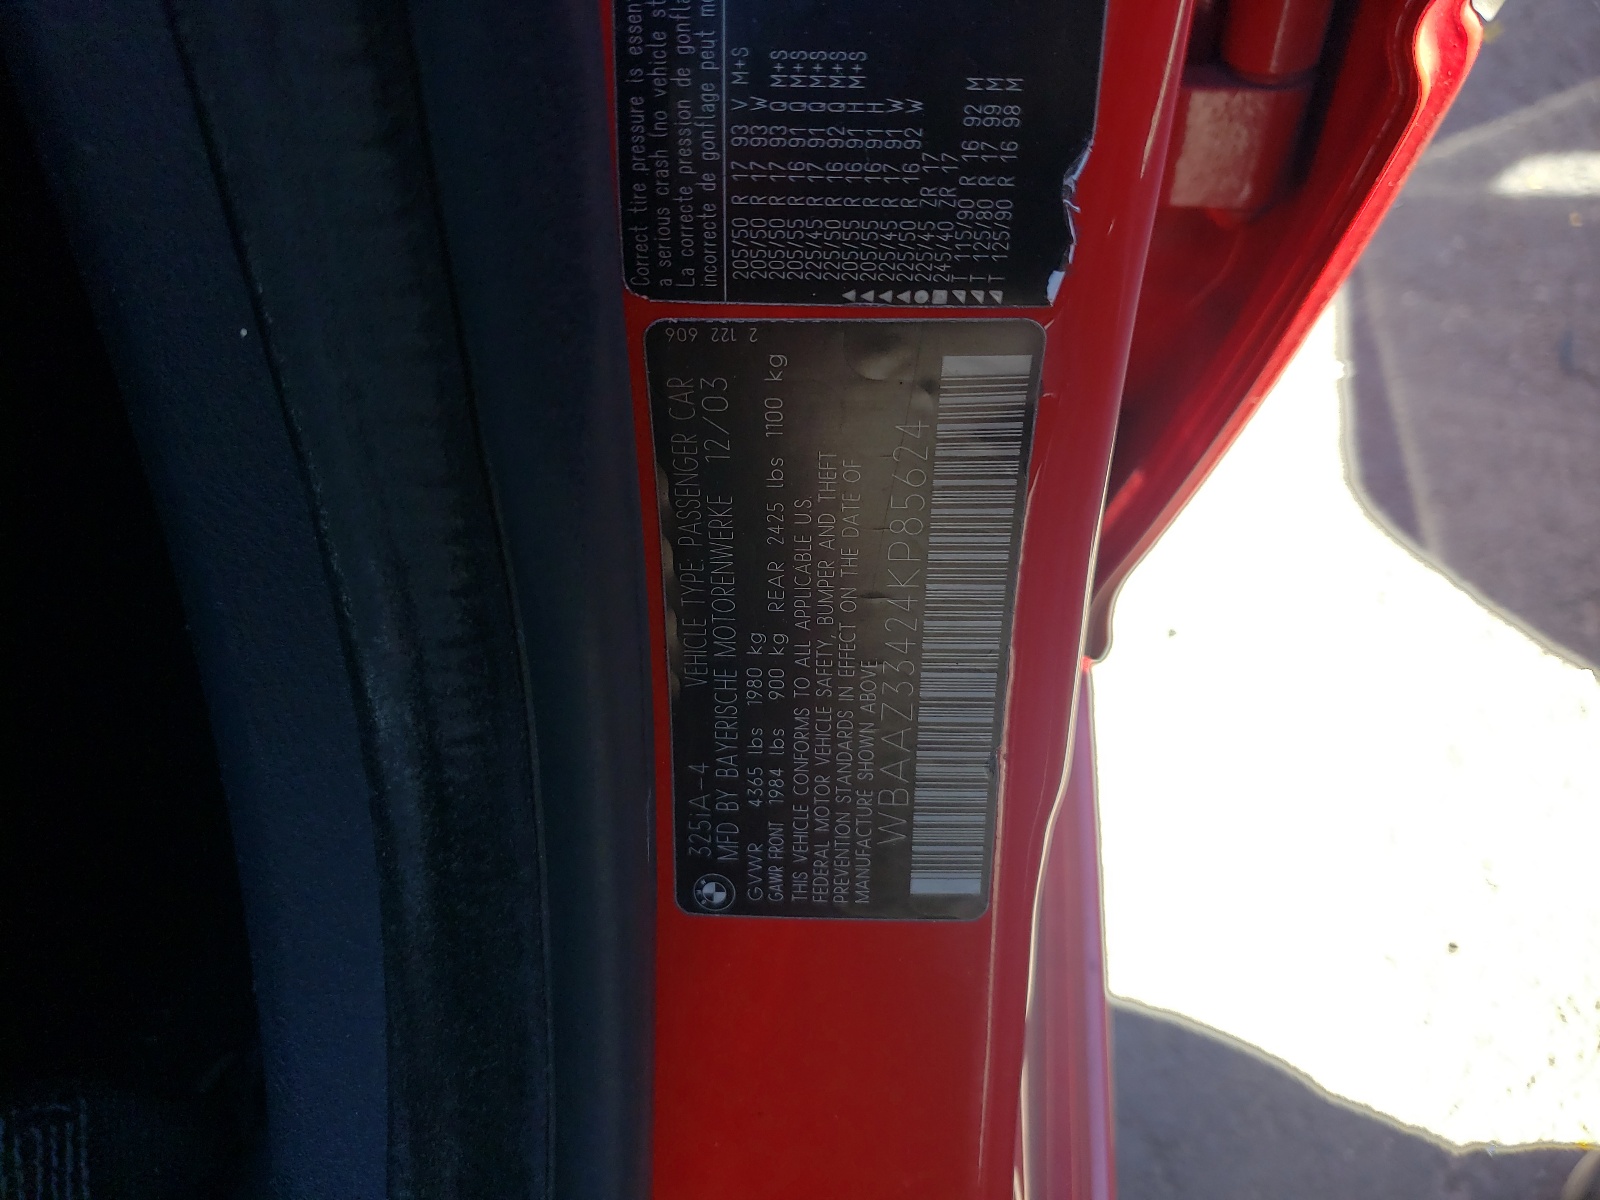 325iA-4 VEHICLE TYPE: PASSENGER CAR
MFD BY BAYERISCHE MOTORENWERKE 12/03
GVWR 4365 lbs 1980 kg
GAWR FRONT 1984 lbs 900 kg REAR 2425 lbs 1100 kg
THIS VEHICLE CONFORMS TO ALL APPLICABLE U.S.
FEDERAL MOTOR VEHICLE SAFETY, BUMPER AND THEFT
PREVENTION STANDARDS IN EFFECT ON THE DATE OF
MANUFACTURE SHOWN ABOVE
WBAAZ33424KP85624
606
2 122
Correct tire pressure is
a serious crash (no vehicle
La correcte pression de
incorrecte de gonflage peut
205/50 R 17 93 V M+S
205/50 R 17 93 W
205/50 R 17 93 Q M+S
205/55 R 16 91 Q M+S
225/45 R 17 91 Q M+S
225/50 R 16 92 Q M+S
▲ 205/55 R 16 91 H M+S
▲ 205/55 R 16 91 H
▲ 225/45 R 17 91 W
▲ 225/50 R 16 92 W
● 225/45 ZR 17
■ 245/40 ZR 17
T 115/90 R 16 92 M
T 125/80 R 17 99 M
T 125/90 R 16 98 M